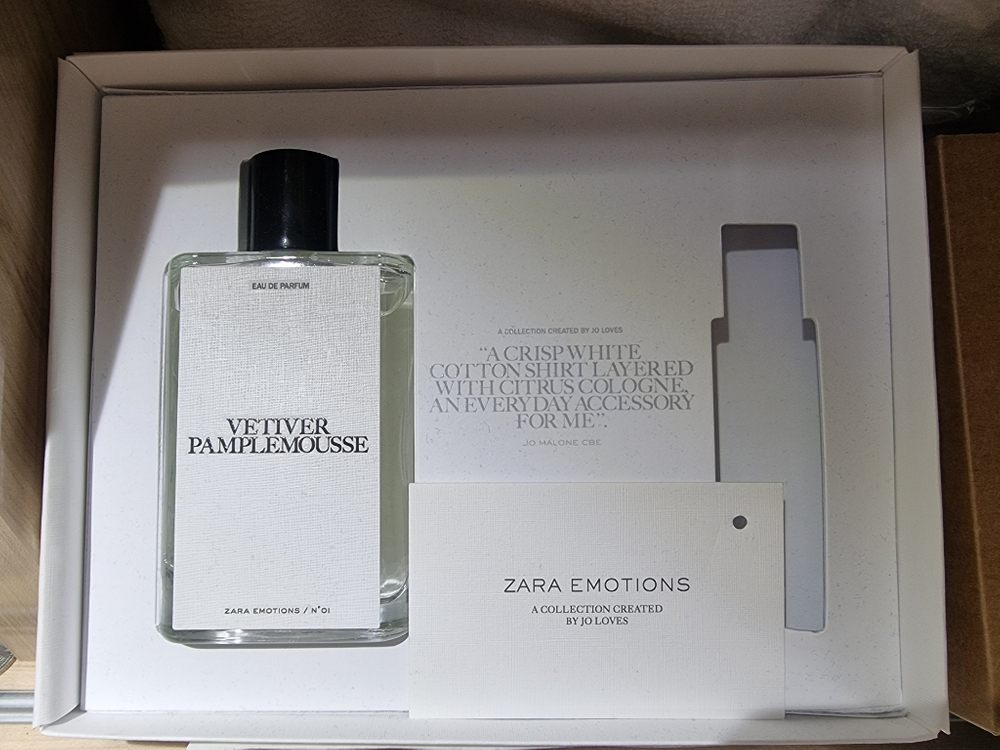 EAU DE PARFUM
VETIVER
PAMPLEMOUSSE
ZARA EMOTIONS / N°01
A COLLECTION CREATED BY JO LOVES
“A CRISP WHITE
COTTON SHIRT LAYERED
WITH CITRUS COLOGNE,
AN EVERYDAY ACCESSORY
FOR ME”.
JO MALONE CBE
ZARA EMOTIONS
A COLLECTION CREATED
BY JO LOVES